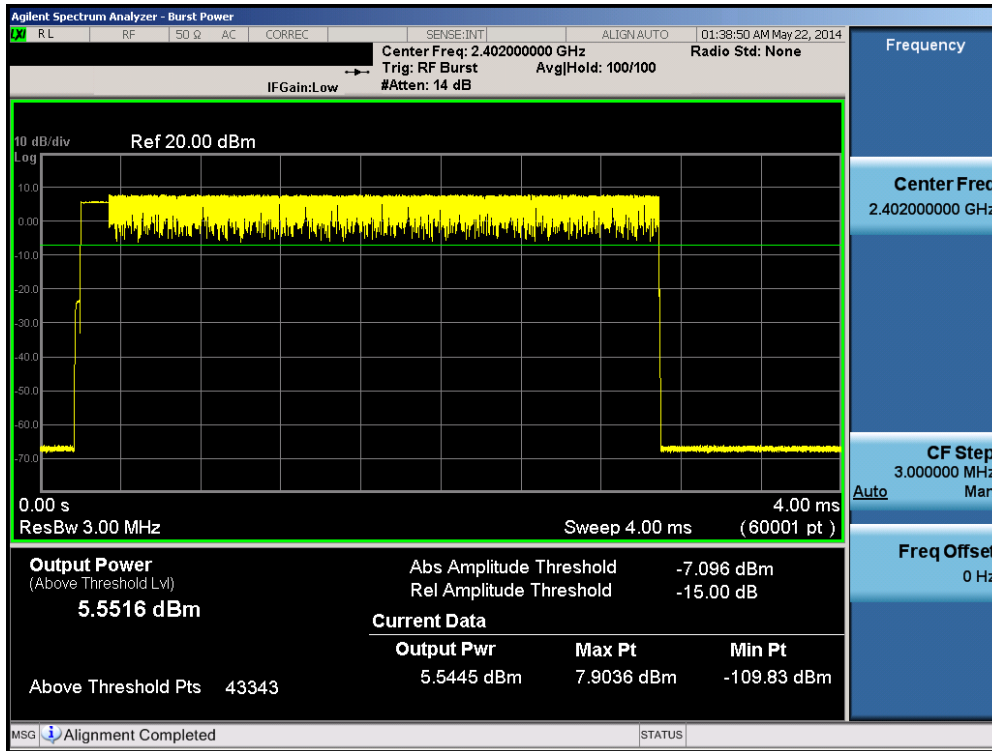 Agilent Spectrum Analyzer - Burst Power
LXI RL RF 50 Ω AC CORREC SENSE:INT ALIGN AUTO 01:38:50 AM May 22, 2014
Center Freq: 2.402000000 GHz Radio Std: None
Trig: RF Burst Avg|Hold: 100/100
IFGain:Low #Atten: 14 dB
Frequency
10 dB/div Ref 20.00 dBm
Log
10.0
0.00
-10.0
-20.0
-30.0
-40.0
-50.0
-60.0
-70.0
0.00 s 4.00 ms
ResBw 3.00 MHz Sweep 4.00 ms (60001 pt)
Output Power
(Above Threshold Lvl)
5.5516 dBm
Above Threshold Pts 43343
Abs Amplitude Threshold -7.096 dBm
Rel Amplitude Threshold -15.00 dB
Current Data
Output Pwr Max Pt Min Pt
5.5445 dBm 7.9036 dBm -109.83 dBm
Center Freq
2.402000000 GHz
CF Step
3.000000 MHz
Auto Man
Freq Offset
0 Hz
MSG Alignment Completed STATUS